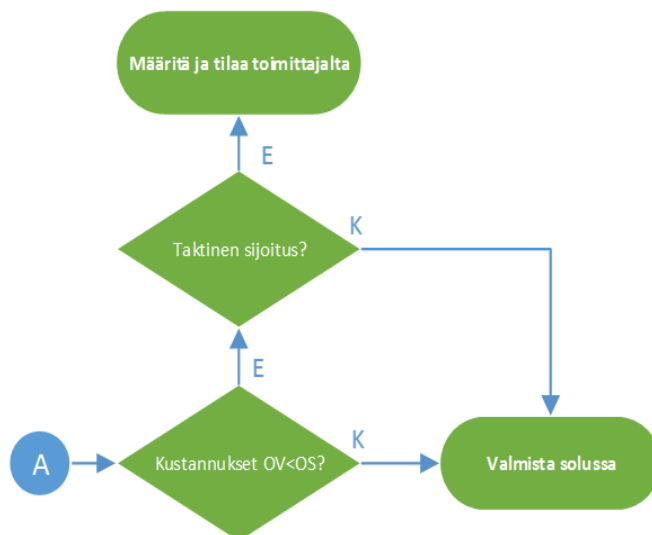 Määritä ja tilaa toimittajalta
E
K
Taktinen sijoitus?
E
K
A
Kustannukset OV<OS?
Valmista solussa